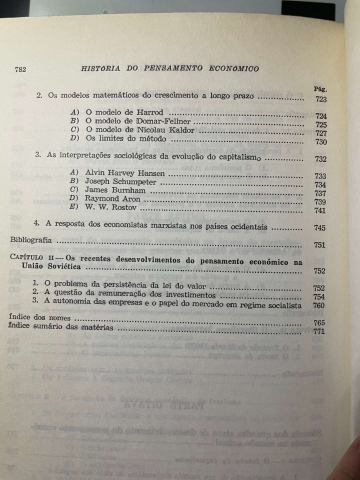 782 HISTÓRIA DO PENSAMENTO ECONÓMICO
Pág.
2. Os modelos matemáticos do crescimento a longo prazo .................. 723
A) O modelo de Harrod .................. 724
B) O modelo de Domar-Fellner .................. 725
C) O modelo de Nicolau Kaldor .................. 727
D) Os limites do método .................. 730
3. As interpretações sociológicas da evolução do capitalismo .................. 732
A) Alvin Harvey Hansen .................. 733
B) Joseph Schumpeter .................. 734
C) James Burnham .................. 737
D) Raymond Aron .................. 739
E) W. W. Rostov .................. 741
4. A resposta dos economistas marxistas nos países ocidentais .................. 745
Bibliografia .................. 751
CAPÍTULO II — Os recentes desenvolvimentos do pensamento económico na
União Soviética .................. 752
1. O problema da persistência da lei do valor .................. 752
2. A questão da remuneração dos investimentos .................. 754
3. A autonomia das empresas e o papel do mercado em regime socialista 760
Índice dos nomes .................. 765
Índice sumário das matérias .................. 771